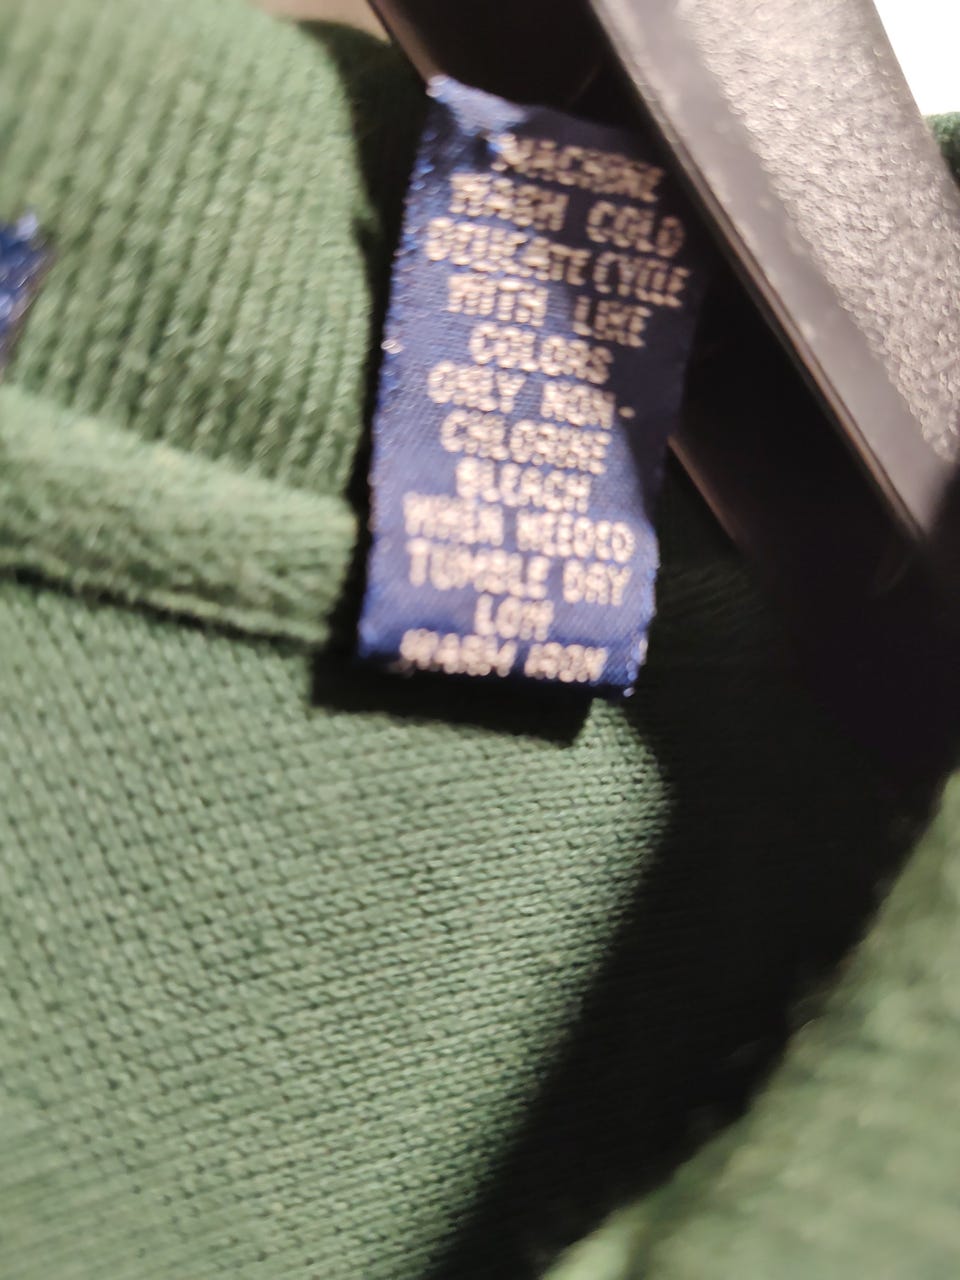 MACHINE
WASH COLD
DELICATE CYCLE
WITH LIKE
COLORS
ONLY NON-
CHLORINE
BLEACH
WHEN NEEDED
TUMBLE DRY
LOW
WARM IRON